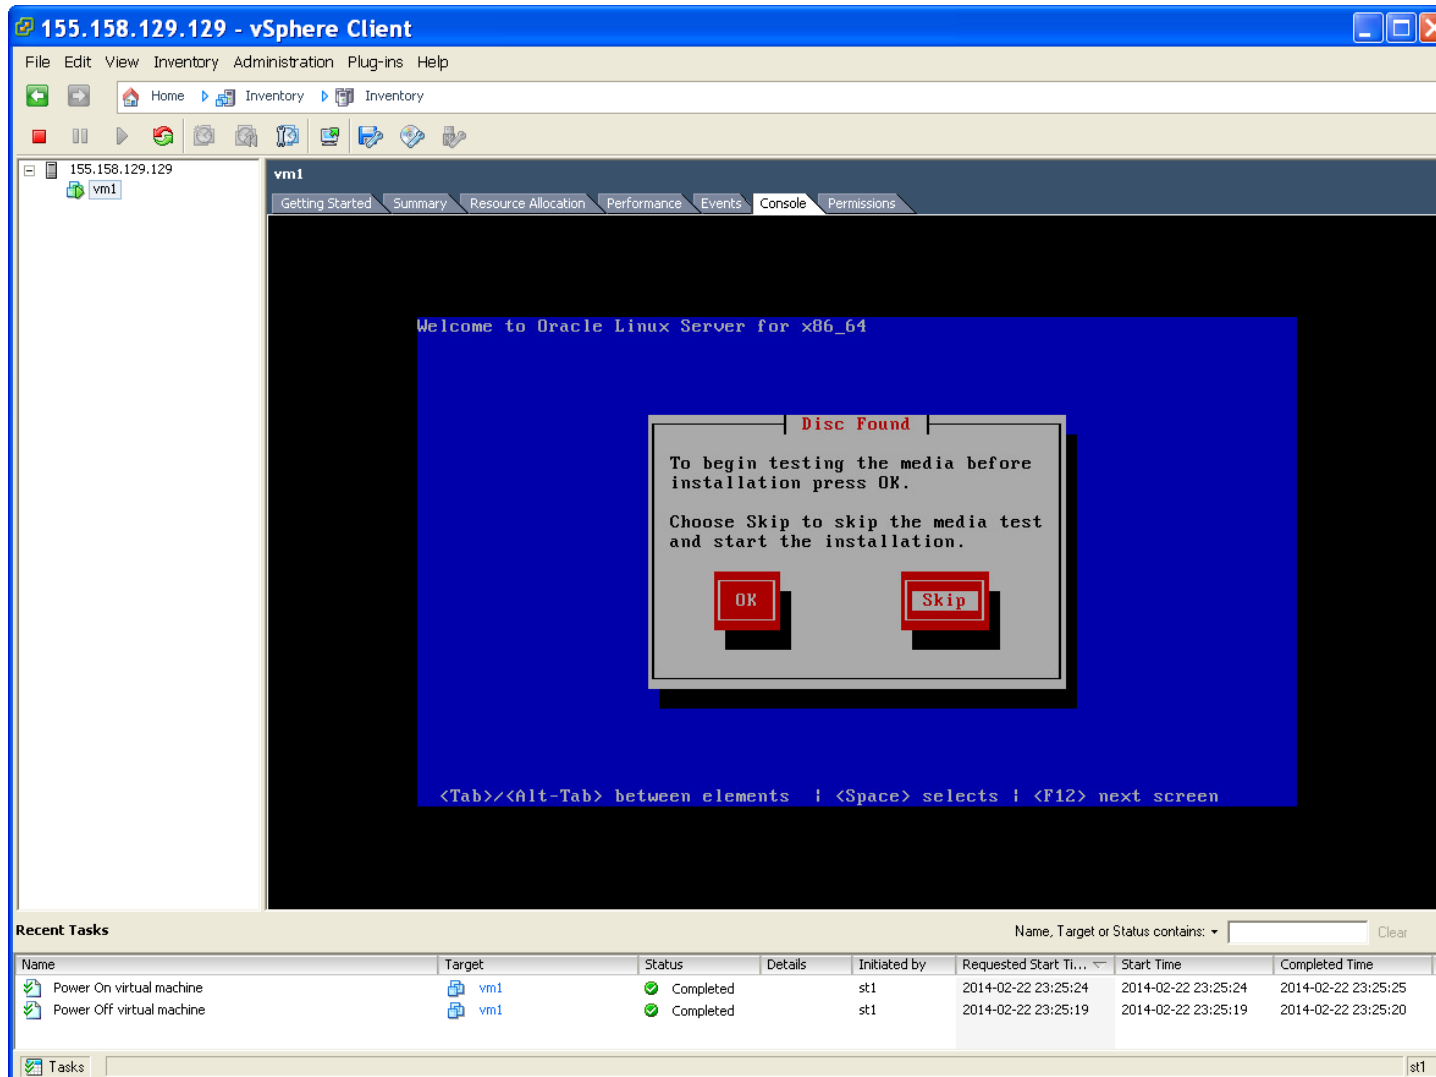 155.158.129.129 - vSphere Client
File Edit View Inventory Administration Plug-ins Help
Home Inventory Inventory
155.158.129.129
vm1
vm1
Getting Started Summary Resource Allocation Performance Events Console Permissions
Welcome to Oracle Linux Server for x86_64
Disc Found
To begin testing the media before
installation press OK.
Choose Skip to skip the media test
and start the installation.
OK Skip
<Tab>/<Alt-Tab> between elements | <Space> selects | <F12> next screen
Recent Tasks Name, Target or Status contains: Clear
Name Target Status Details Initiated by Requested Start Ti... Start Time Completed Time
Power On virtual machine vm1 Completed st1 2014-02-22 23:25:24 2014-02-22 23:25:24 2014-02-22 23:25:25
Power Off virtual machine vm1 Completed st1 2014-02-22 23:25:19 2014-02-22 23:25:19 2014-02-22 23:25:20
Tasks st1